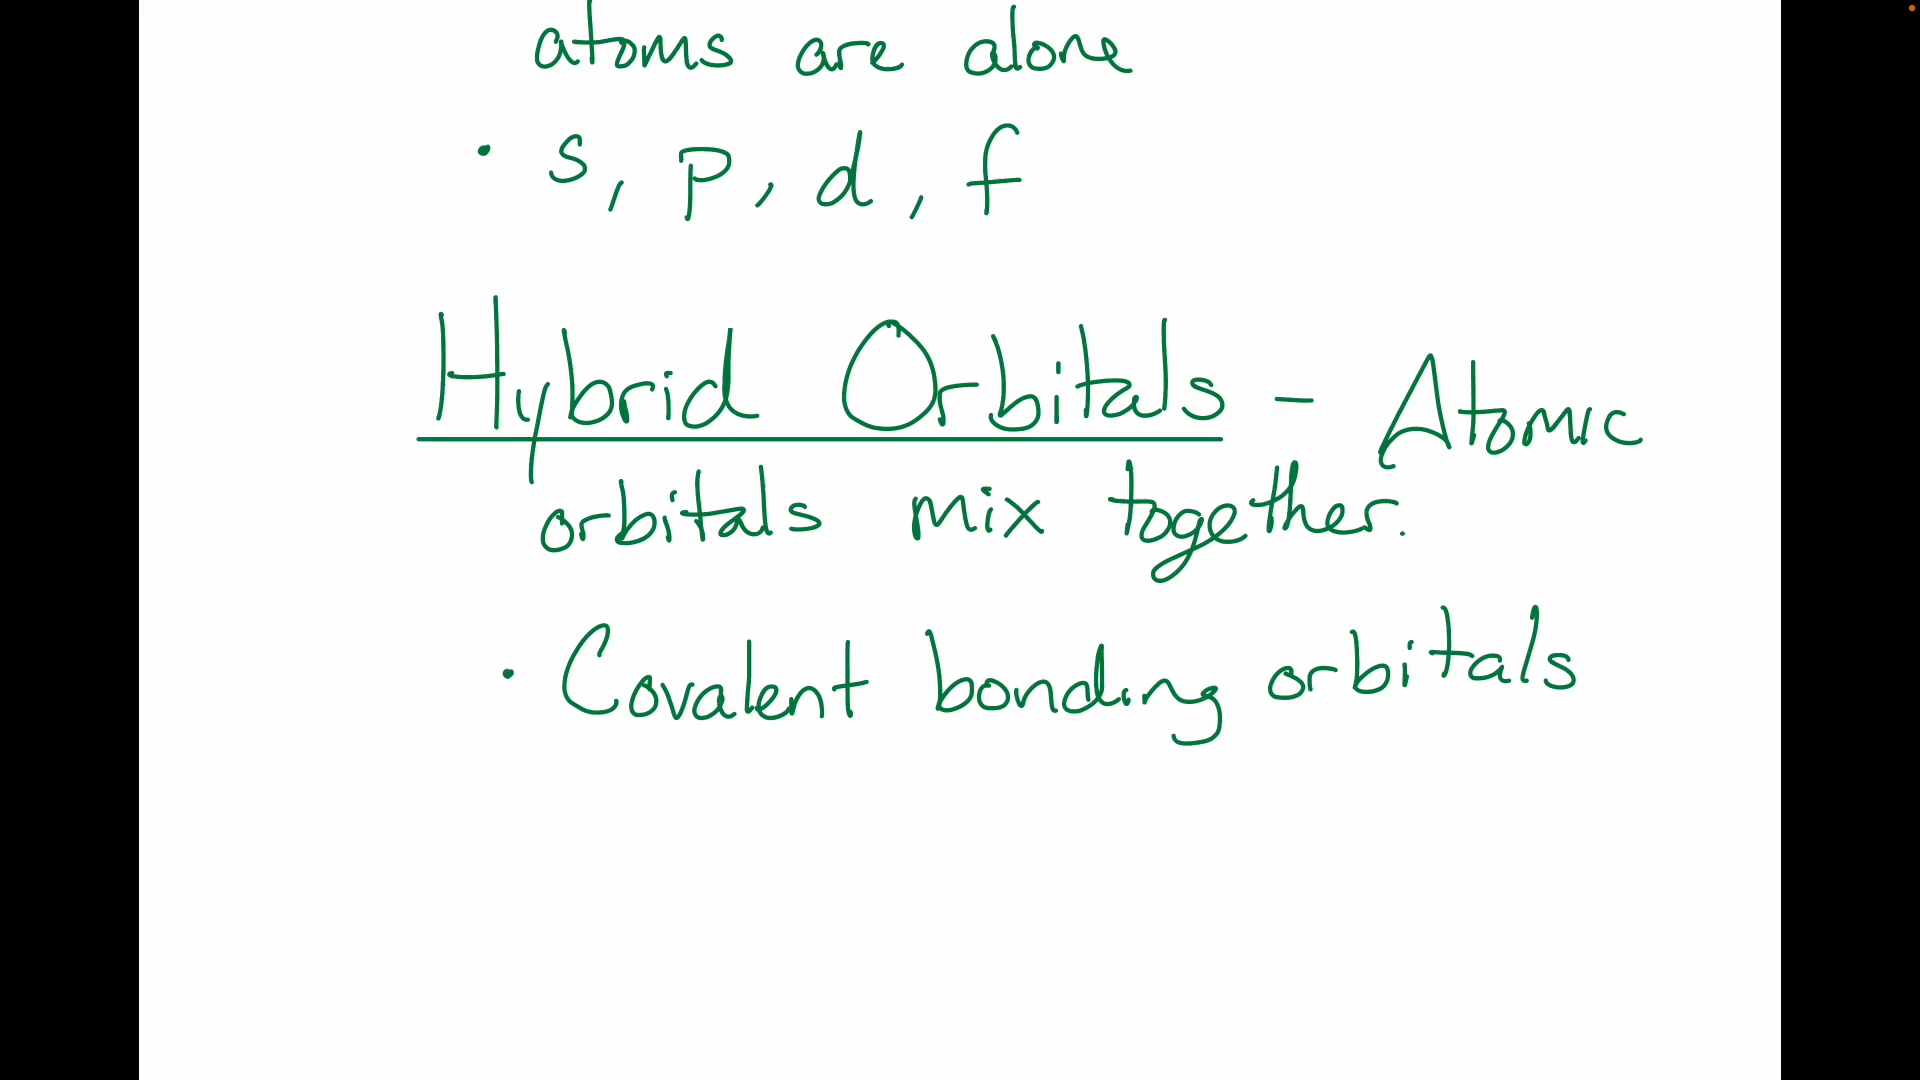 atoms are alone
• s, p, d, f
Hybrid Orbitals - Atomic
orbitals mix together.
• Covalent bonding orbitals